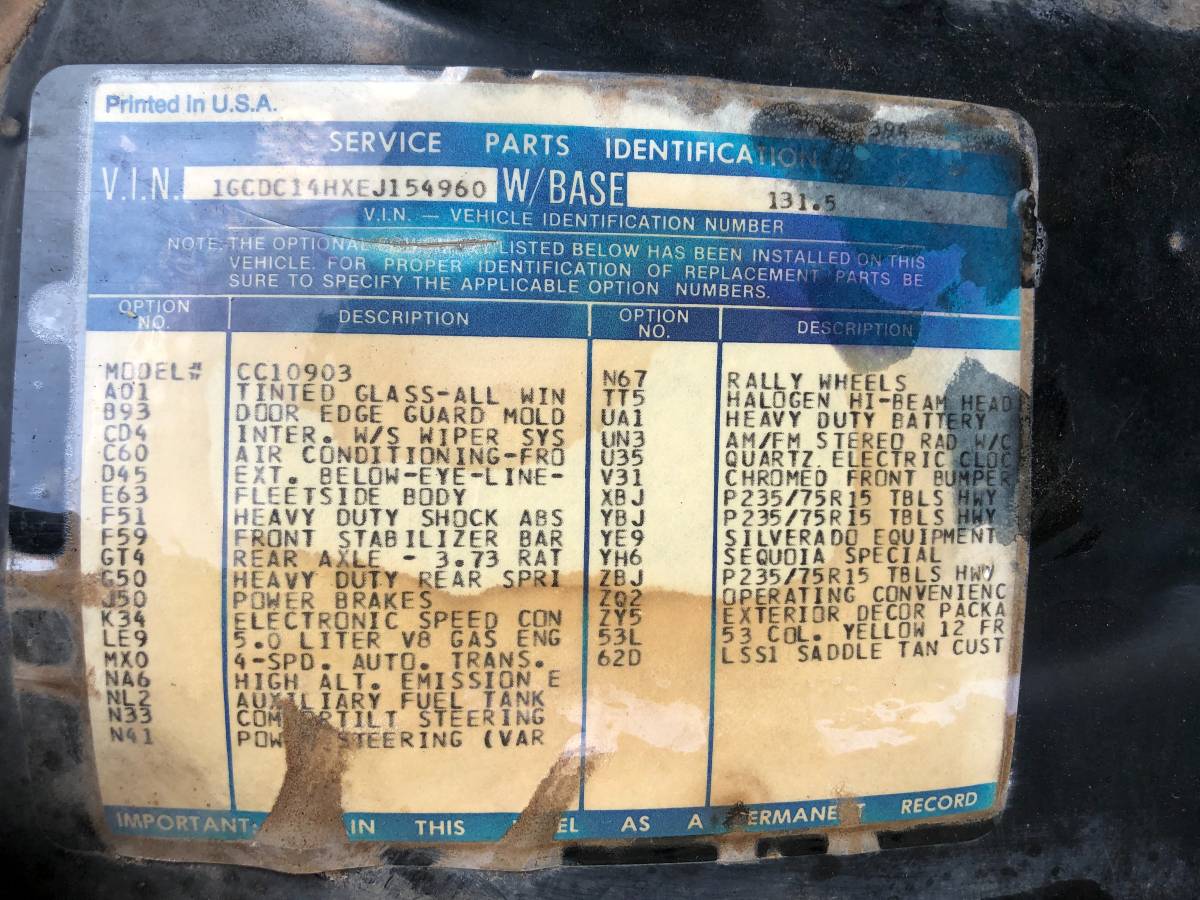 Printed in U.S.A.
SERVICE PARTS IDENTIFICATION
V.I.N. 1GCDC14HXEJ154960 W/BASE 131.5
V.I.N. — VEHICLE IDENTIFICATION NUMBER
NOTE: THE OPTIONAL LISTED BELOW HAS BEEN INSTALLED ON THIS
VEHICLE. FOR PROPER IDENTIFICATION OF REPLACEMENT PARTS BE
SURE TO SPECIFY THE APPLICABLE OPTION NUMBERS.
OPTION NO. DESCRIPTION OPTION NO. DESCRIPTION
MODEL# CC10903
A01 TINTED GLASS-ALL WIN
B93 DOOR EDGE GUARD MOLD
CD4 INTER. W/S WIPER SYS
C60 AIR CONDITIONING-FRO
D45 EXT. BELOW-EYE-LINE-
E63 FLEETSIDE BODY
F51 HEAVY DUTY SHOCK ABS
F59 FRONT STABILIZER BAR
GT4 REAR AXLE - 3.73 RAT
G50 HEAVY DUTY REAR SPRI
J50 POWER BRAKES
K34 ELECTRONIC SPEED CON
LE9 5.0 LITER V8 GAS ENG
MX0 4-SPD. AUTO. TRANS.
NA6 HIGH ALT. EMISSION E
NL2 AUXILIARY FUEL TANK
N33 COMFORTILT STEERING
N41 POW STEERING (VAR
N67 RALLY WHEELS
TT5 HALOGEN HI-BEAM HEAD
UA1 HEAVY DUTY BATTERY
UN3 AM/FM STEREO RAD W/C
U35 QUARTZ ELECTRIC CLOC
V31 CHROMED FRONT BUMPER
XBJ P235/75R15 TBLS HWY
YBJ P235/75R15 TBLS HWY
YE9 SILVERADO EQUIPMENT
YH6 SEQUOIA SPECIAL
ZBJ P235/75R15 TBLS HWY
ZQ2 OPERATING CONVENIENC
ZY5 EXTERIOR DECOR PACKA
53L 53 COL. YELLOW 12 FR
62D LSS1 SADDLE TAN CUST
IMPORTANT: IN THIS AS A PERMANENT RECORD